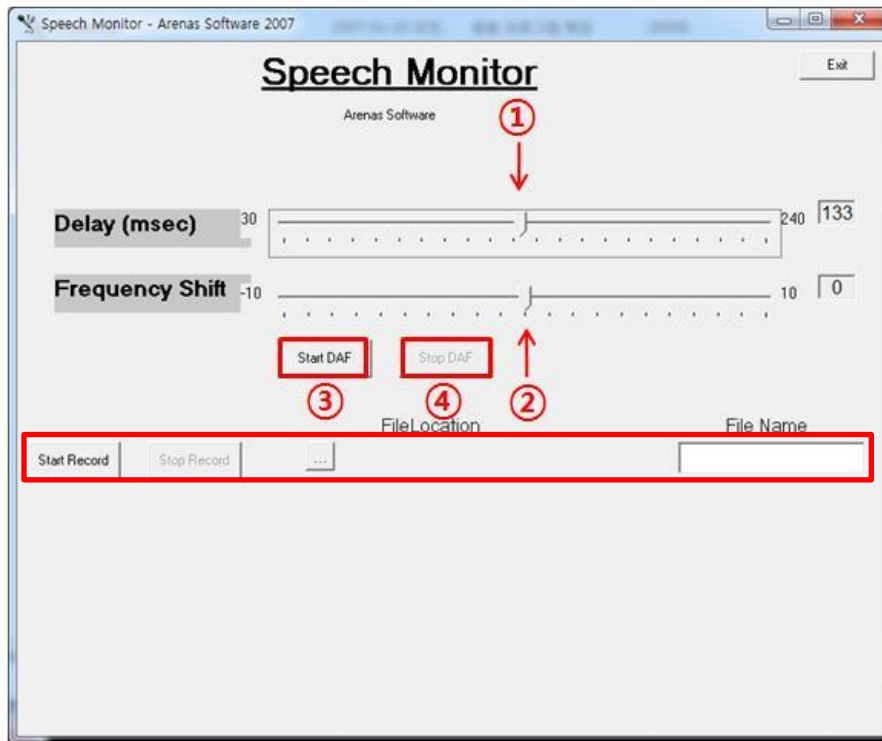 Speech Monitor - Arenas Software 2007
Speech Monitor
Exit
Arenas Software
①
Delay (msec) 30 240 133
Frequency Shift -10 10 0
Start DAF Stop DAF
③ ④ ②
FileLocation File Name
Start Record Stop Record ...